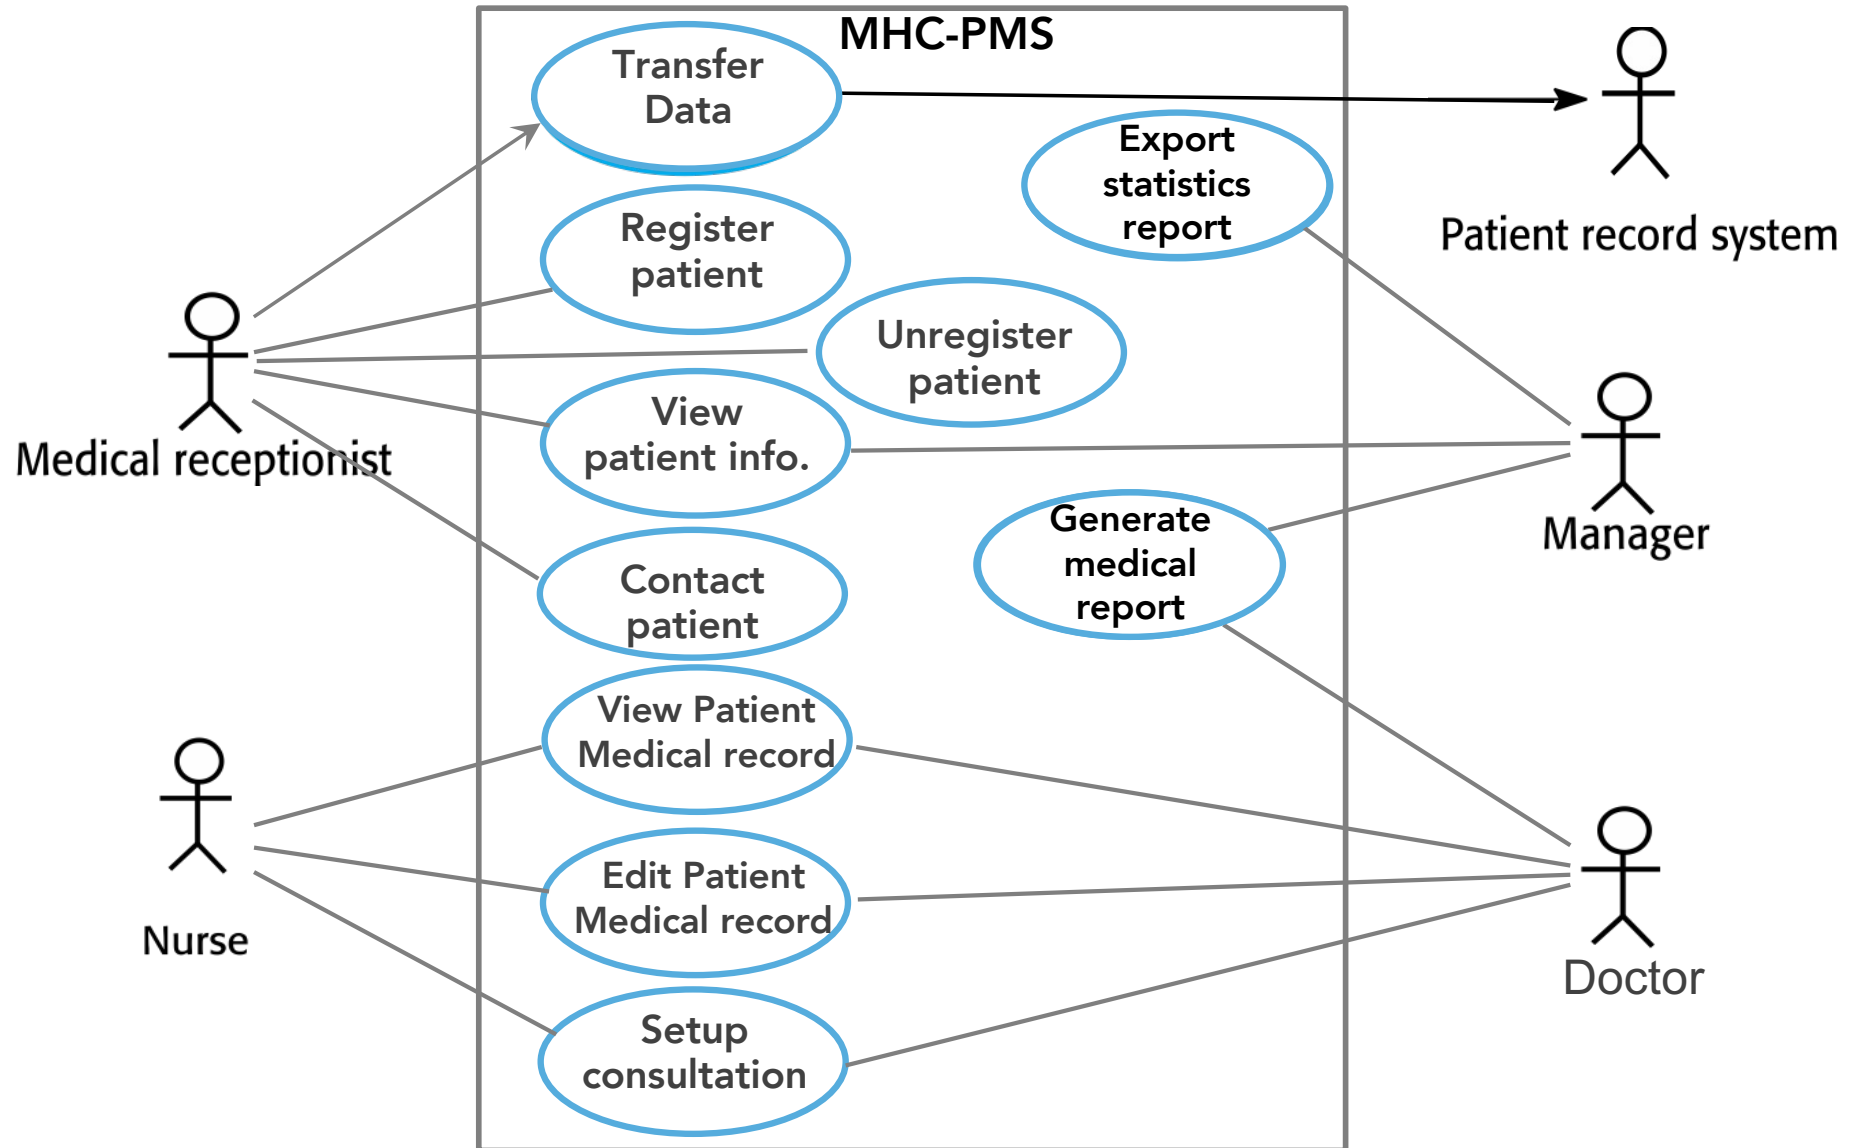 MHC-PMS
Transfer
Data
Export
statistics
report
Patient record system
Register
patient
Unregister
patient
Medical receptionist
View
patient info.
Manager
Generate
medical
report
Contact
patient
View Patient
Medical record
Nurse
Edit Patient
Medical record
Doctor
Setup
consultation